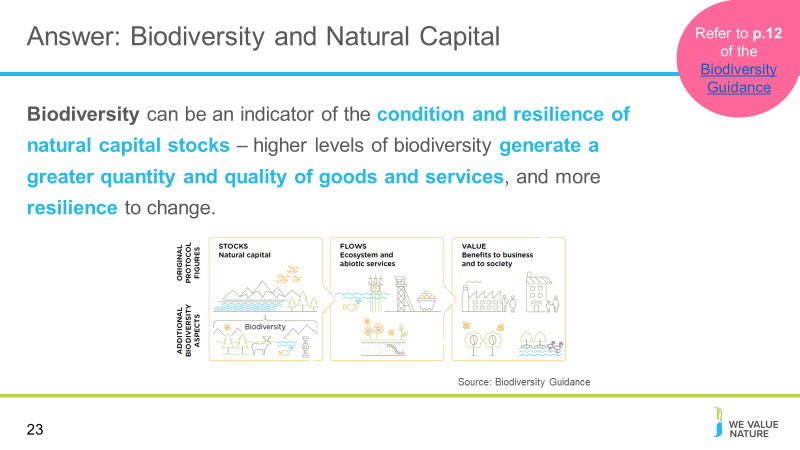 Answer: Biodiversity and Natural Capital
Refer to p.12
of the
Biodiversity
Guidance
Biodiversity can be an indicator of the condition and resilience of
natural capital stocks – higher levels of biodiversity generate a
greater quantity and quality of goods and services, and more
resilience to change.
ORIGINAL
PROTOCOL
FIGURES
STOCKS
Natural capital
FLOWS
Ecosystem and
abiotic services
VALUE
Benefits to business
and to society
ADDITIONAL
BIODIVERSITY
ASPECTS
Biodiversity
Source: Biodiversity Guidance
23
WE VALUE
NATURE